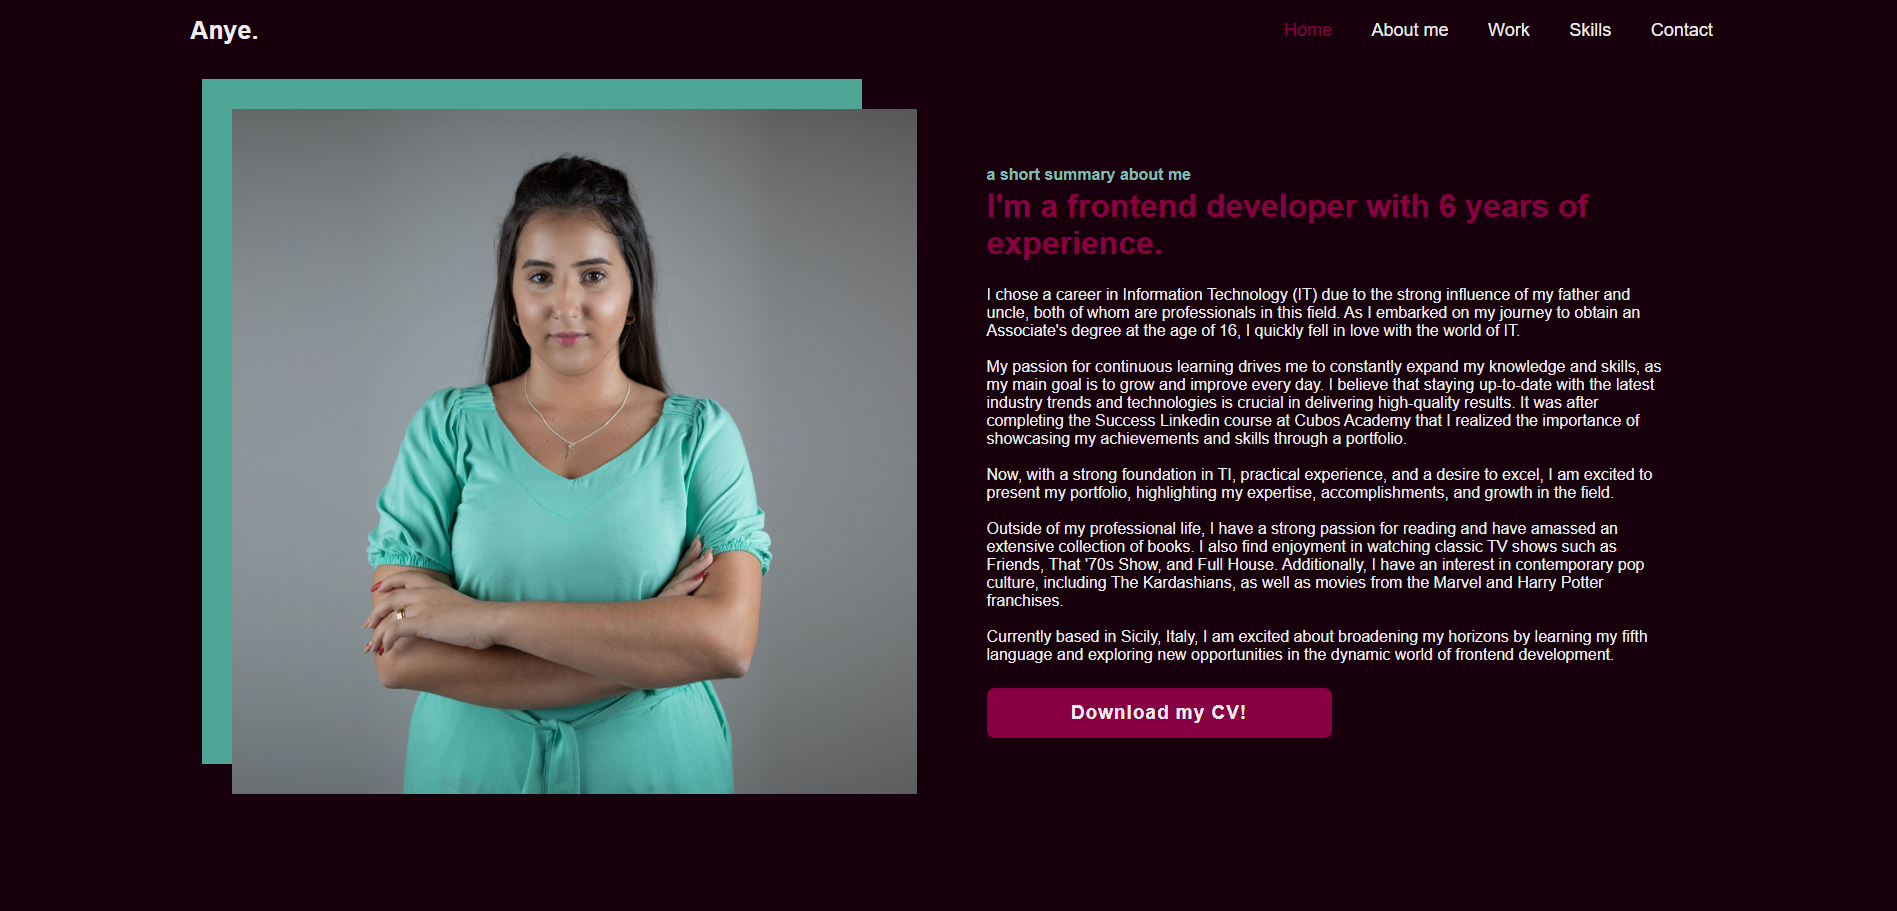 Anye.
Home About me Work Skills Contact
a short summary about me
I'm a frontend developer with 6 years of
experience.
I chose a career in Information Technology (IT) due to the strong influence of my father and
uncle, both of whom are professionals in this field. As I embarked on my journey to obtain an
Associate's degree at the age of 16, I quickly fell in love with the world of IT.
My passion for continuous learning drives me to constantly expand my knowledge and skills, as
my main goal is to grow and improve every day. I believe that staying up-to-date with the latest
industry trends and technologies is crucial in delivering high-quality results. It was after
completing the Success Linkedin course at Cubos Academy that I realized the importance of
showcasing my achievements and skills through a portfolio.
Now, with a strong foundation in TI, practical experience, and a desire to excel, I am excited to
present my portfolio, highlighting my expertise, accomplishments, and growth in the field.
Outside of my professional life, I have a strong passion for reading and have amassed an
extensive collection of books. I also find enjoyment in watching classic TV shows such as
Friends, That '70s Show, and Full House. Additionally, I have an interest in contemporary pop
culture, including The Kardashians, as well as movies from the Marvel and Harry Potter
franchises.
Currently based in Sicily, Italy, I am excited about broadening my horizons by learning my fifth
language and exploring new opportunities in the dynamic world of frontend development.
Download my CV!